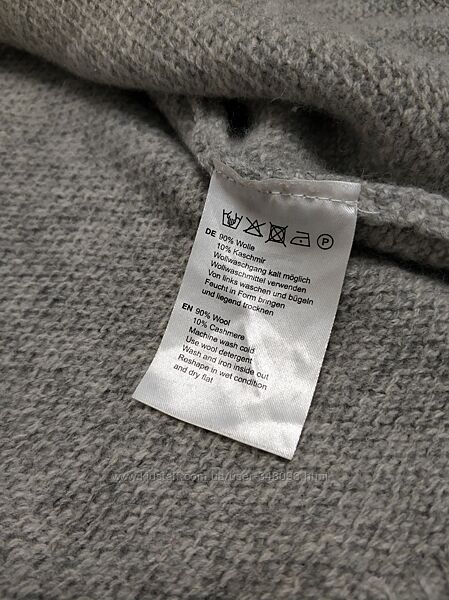 P
DE 90% Wolle
10% Kaschmir
Wollwaschgang kalt möglich
Wollwaschmittel verwenden
Von links waschen und bügeln
Feucht in Form bringen
und liegend trocknen
EN 90% Wool
10% Cashmere
Machine wash cold
Use wool detergent
Wash and iron inside out
Reshape in wet condition
and dry flat